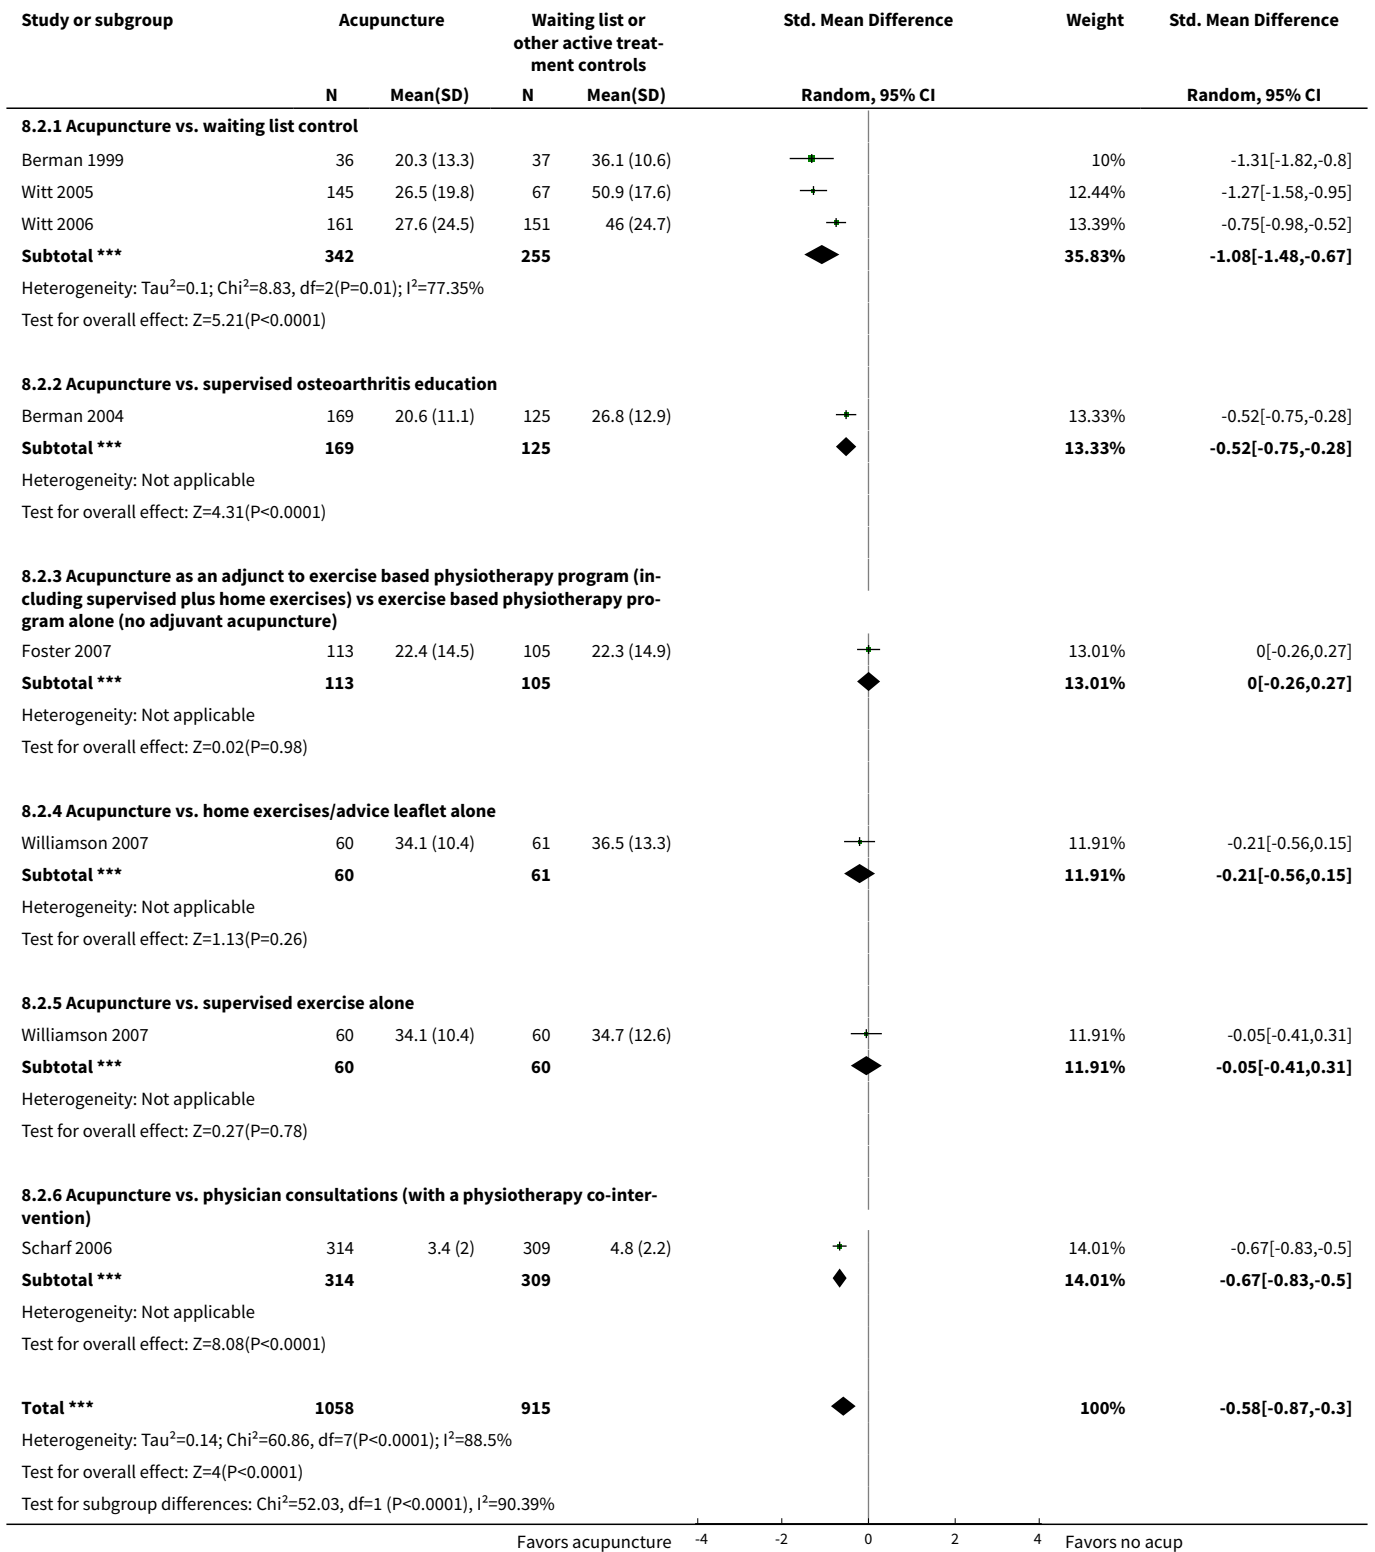 Study or subgroup Acupuncture Waiting list or other active treat- ment controls Std. Mean Difference Weight Std. Mean Difference
N Mean(SD) N Mean(SD) Random, 95% CI Random, 95% CI
8.2.1 Acupuncture vs. waiting list control
Berman 1999 36 20.3 (13.3) 37 36.1 (10.6) 10% -1.31[-1.82,-0.8]
Witt 2005 145 26.5 (19.8) 67 50.9 (17.6) 12.44% -1.27[-1.58,-0.95]
Witt 2006 161 27.6 (24.5) 151 46 (24.7) 13.39% -0.75[-0.98,-0.52]
Subtotal *** 342 255 35.83% -1.08[-1.48,-0.67]
Heterogeneity: Tau²=0.1; Chi²=8.83, df=2(P=0.01); I²=77.35%
Test for overall effect: Z=5.21(P<0.0001)
8.2.2 Acupuncture vs. supervised osteoarthritis education
Berman 2004 169 20.6 (11.1) 125 26.8 (12.9) 13.33% -0.52[-0.75,-0.28]
Subtotal *** 169 125 13.33% -0.52[-0.75,-0.28]
Heterogeneity: Not applicable
Test for overall effect: Z=4.31(P<0.0001)
8.2.3 Acupuncture as an adjunct to exercise based physiotherapy program (in-
cluding supervised plus home exercises) vs exercise based physiotherapy pro-
gram alone (no adjuvant acupuncture)
Foster 2007 113 22.4 (14.5) 105 22.3 (14.9) 13.01% 0[-0.26,0.27]
Subtotal *** 113 105 13.01% 0[-0.26,0.27]
Heterogeneity: Not applicable
Test for overall effect: Z=0.02(P=0.98)
8.2.4 Acupuncture vs. home exercises/advice leaflet alone
Williamson 2007 60 34.1 (10.4) 61 36.5 (13.3) 11.91% -0.21[-0.56,0.15]
Subtotal *** 60 61 11.91% -0.21[-0.56,0.15]
Heterogeneity: Not applicable
Test for overall effect: Z=1.13(P=0.26)
8.2.5 Acupuncture vs. supervised exercise alone
Williamson 2007 60 34.1 (10.4) 60 34.7 (12.6) 11.91% -0.05[-0.41,0.31]
Subtotal *** 60 60 11.91% -0.05[-0.41,0.31]
Heterogeneity: Not applicable
Test for overall effect: Z=0.27(P=0.78)
8.2.6 Acupuncture vs. physician consultations (with a physiotherapy co-inter-
vention)
Scharf 2006 314 3.4 (2) 309 4.8 (2.2) 14.01% -0.67[-0.83,-0.5]
Subtotal *** 314 309 14.01% -0.67[-0.83,-0.5]
Heterogeneity: Not applicable
Test for overall effect: Z=8.08(P<0.0001)
Total *** 1058 915 100% -0.58[-0.87,-0.3]
Heterogeneity: Tau²=0.14; Chi²=60.86, df=7(P<0.0001); I²=88.5%
Test for overall effect: Z=4(P<0.0001)
Test for subgroup differences: Chi²=52.03, df=1 (P<0.0001), I²=90.39%
Favors acupuncture -4 -2 0 2 4 Favors no acup